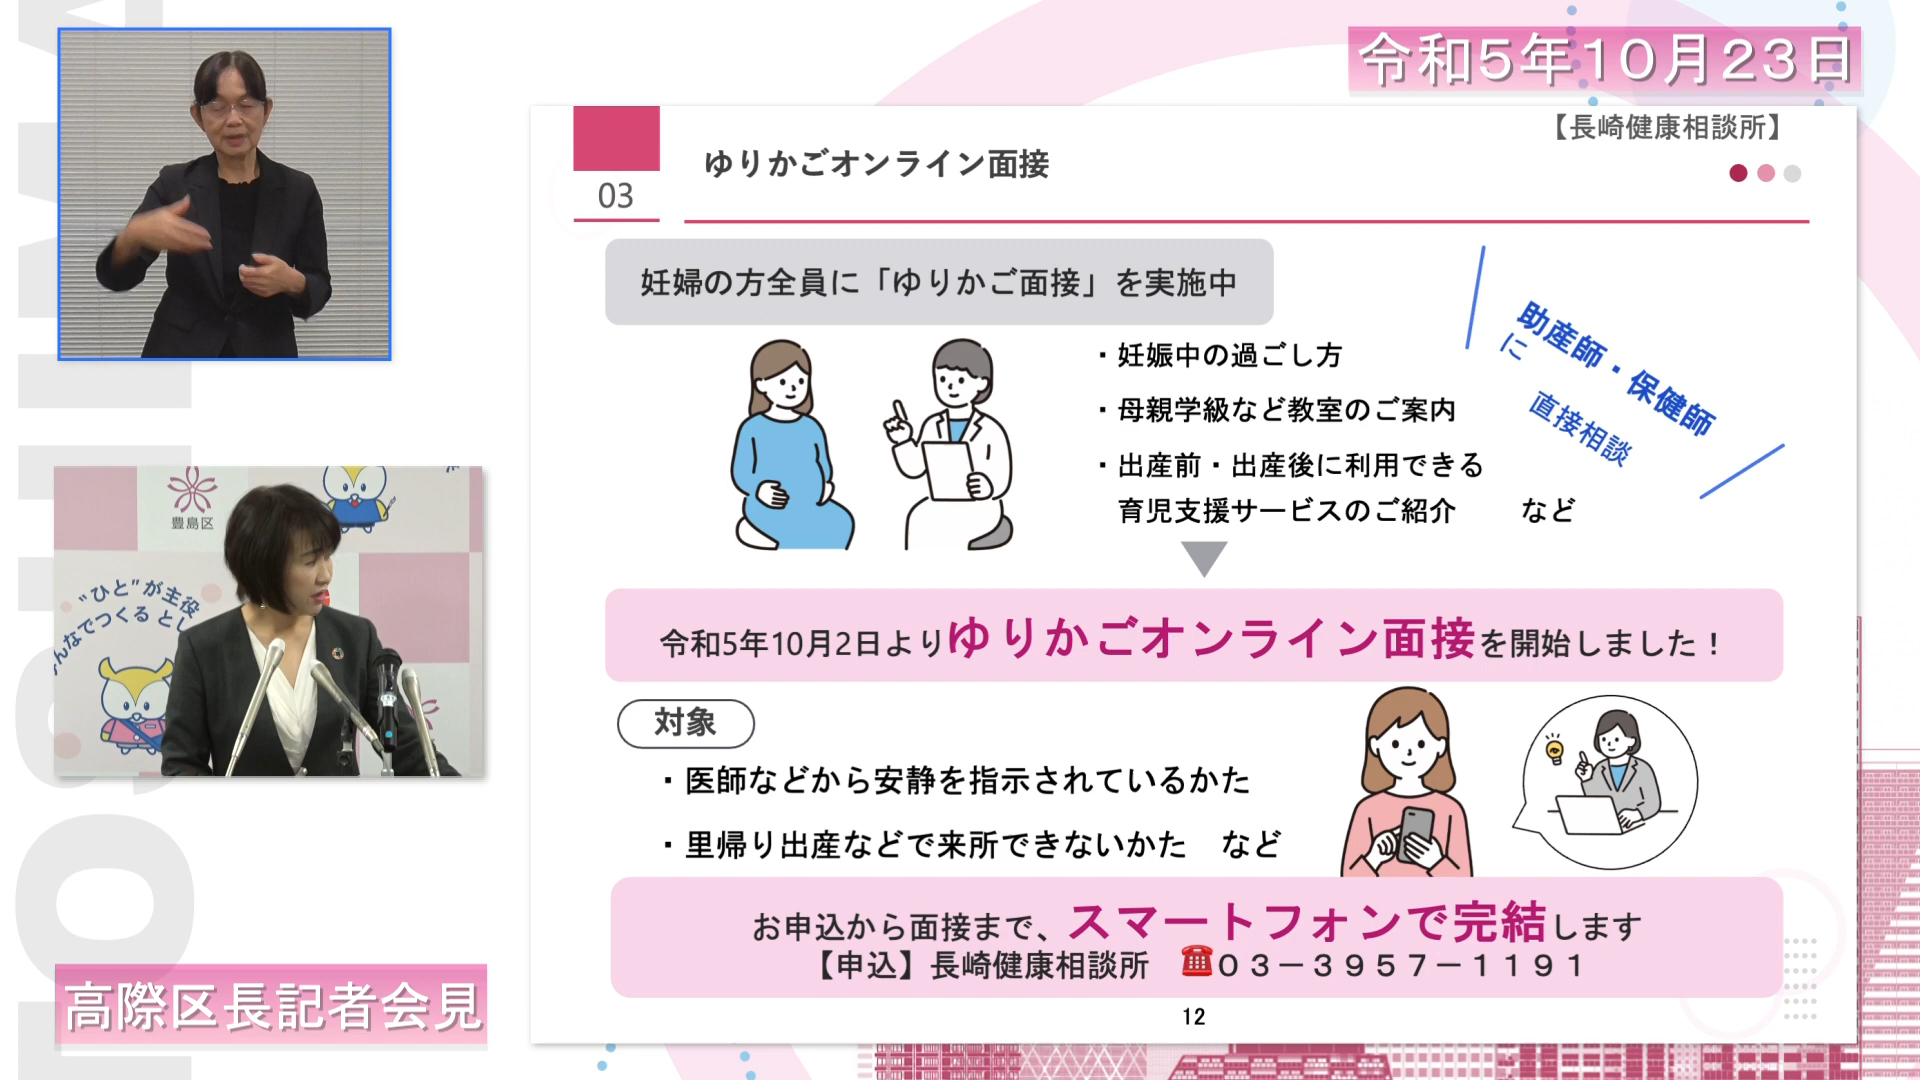 令和5年10月23日
【長崎健康相談所】
03
ゆりかごオンライン面接
妊婦の方全員に「ゆりかご面接」を実施中
・妊娠中の過ごし方
・母親学級など教室のご案内
・出産前・出産後に利用できる
育児支援サービスのご紹介　など
助産師・保健師
に
直接相談
令和5年10月2日よりゆりかごオンライン面接を開始しました！
対象
・医師などから安静を指示されているかた
・里帰り出産などで来所できないかた　など
お申込から面接まで、スマートフォンで完結します
【申込】長崎健康相談所　☎０３－３９５７－１１９１
12
豊島区
“ひと”が主役
んなでつくる とし
高際区長記者会見